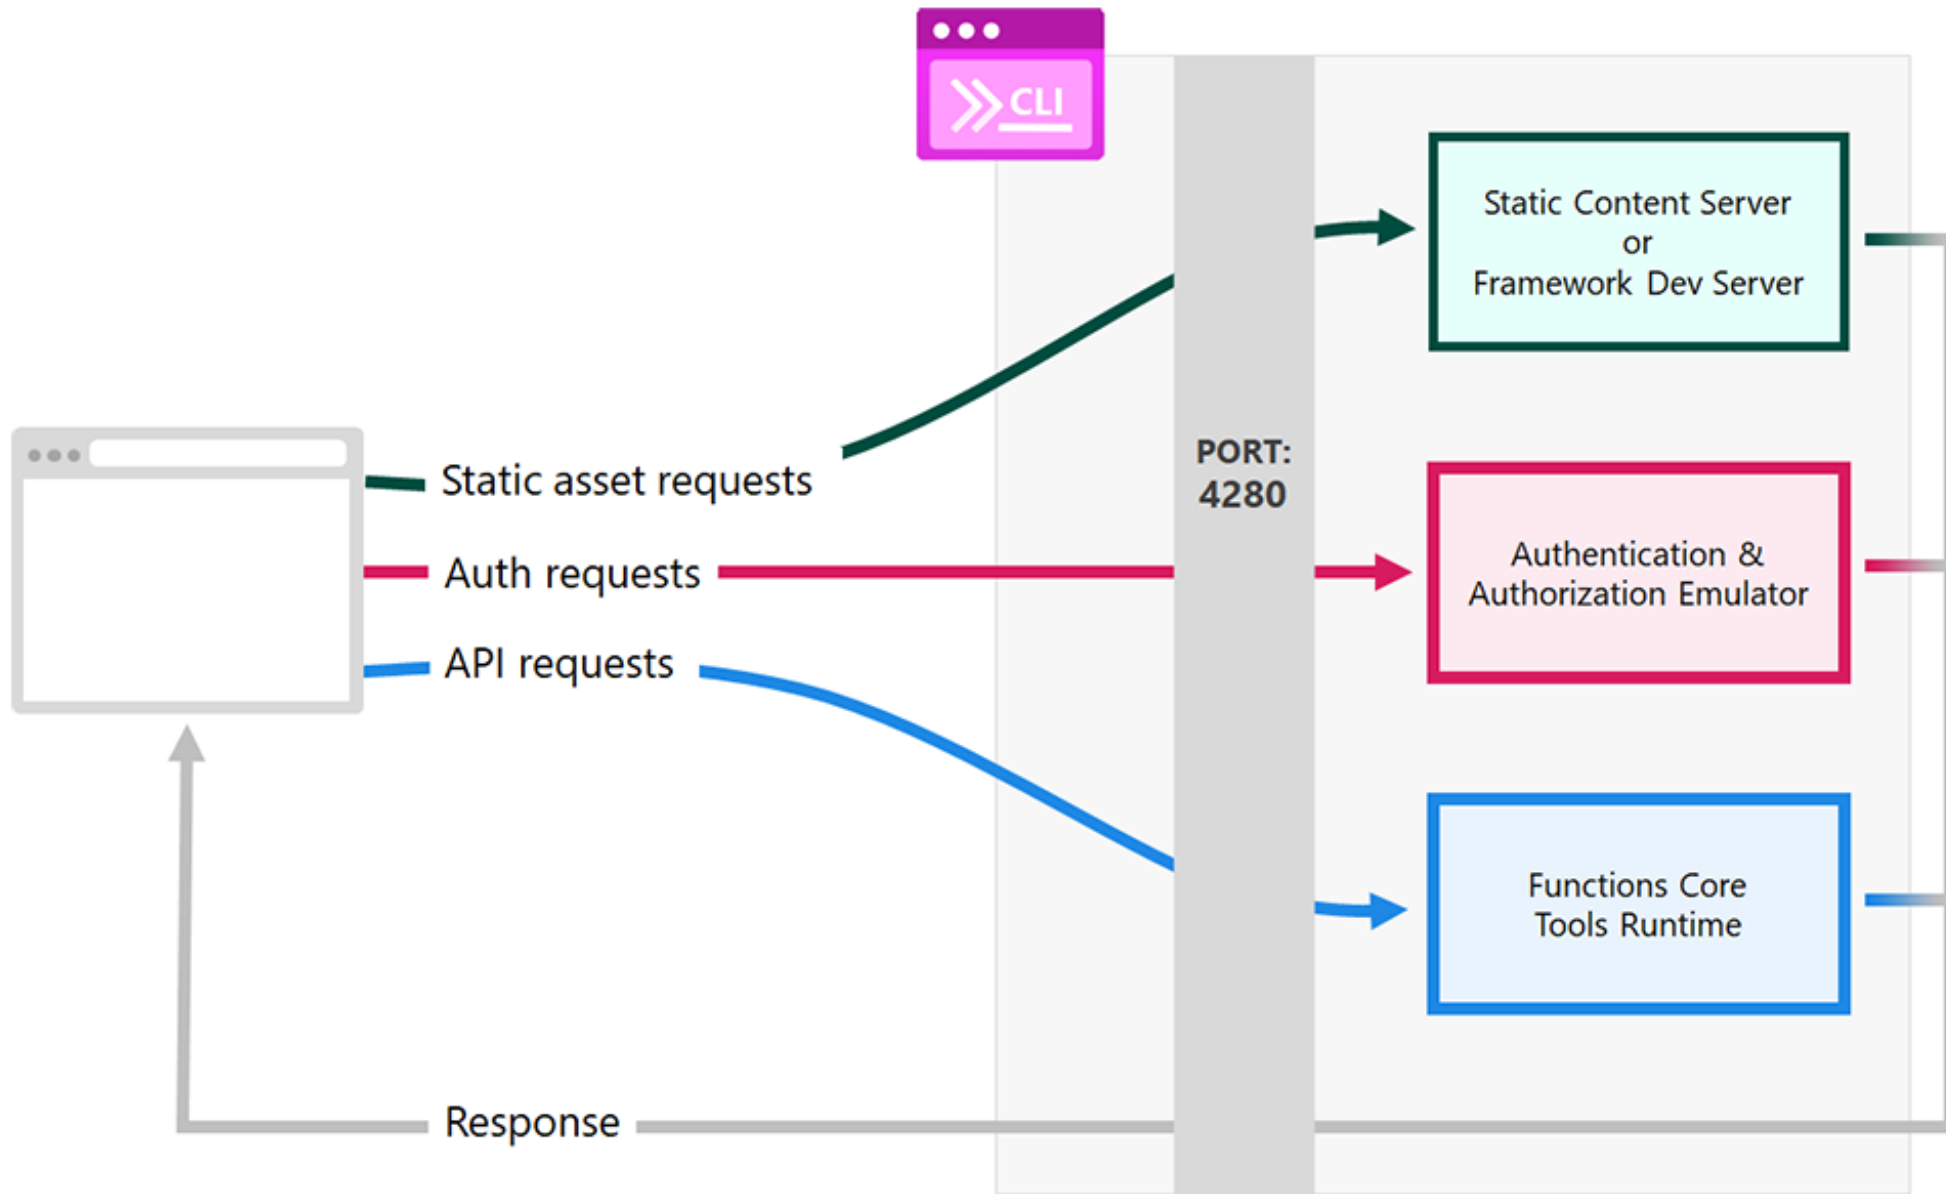 CLI
Static Content Server
or
Framework Dev Server
PORT:
4280
Static asset requests
Auth requests
Authentication &
Authorization Emulator
API requests
Functions Core
Tools Runtime
Response